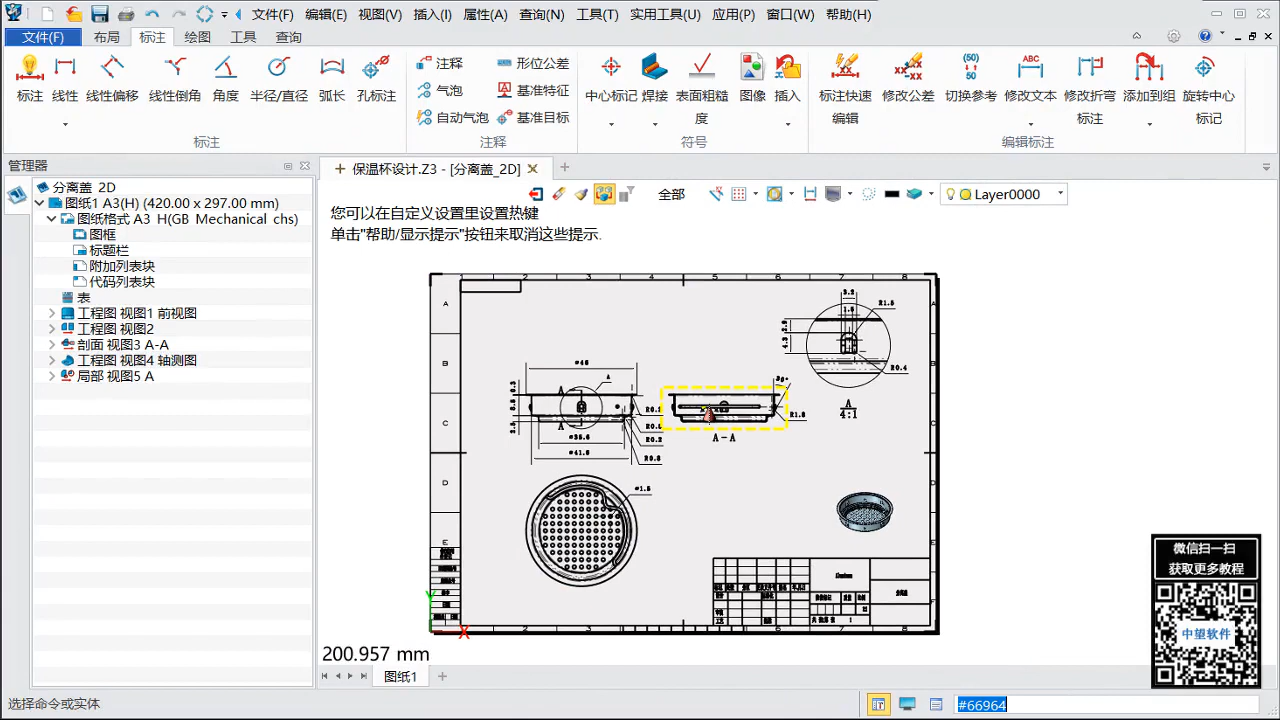 文件(F) 编辑(E) 视图(V) 插入(I) 属性(A) 查询(N) 工具(T) 实用工具(U) 应用(P) 窗口(W) 帮助(H)
文件(F) 布局 标注 绘图 工具 查询
标注 线性 线性偏移 线性倒角 角度 半径/直径 弧长 孔标注
标注
注释 形位公差
气泡 基准特征
自动气泡 基准目标
注释
中心标记 焊接 表面粗糙度 图像 插入
符号
标注快速编辑 修改公差 切换参考 修改文本 修改折弯标注 添加到组 旋转中心标记
编辑标注
管理器
分离盖_2D
图纸1 A3(H) (420.00 x 297.00 mm)
图纸格式 A3_H(GB_Mechanical_chs)
图框
标题栏
附加列表块
代码列表块
表
工程图 视图1 前视图
工程图 视图2
剖面 视图3 A-A
工程图 视图4 轴测图
局部 视图5 A
保温杯设计.Z3 - [分离盖_2D]
全部
Layer0000
您可以在自定义设置里设置热键
单击"帮助/显示提示"按钮来取消这些提示.
A-A
A
4:1
3.2
R1.5
R0.4
200.957 mm
图纸1
选择命令或实体
#66964
微信扫一扫
获取更多教程
中望软件